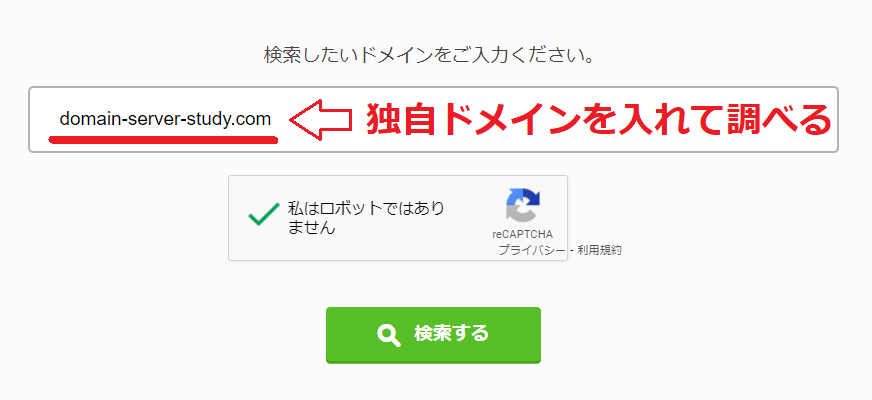 検索したいドメインをご入力ください。
domain-server-study.com 独自ドメインを入れて調べる
私はロボットではあり
ません
reCAPTCHA
プライバシー - 利用規約
検索する